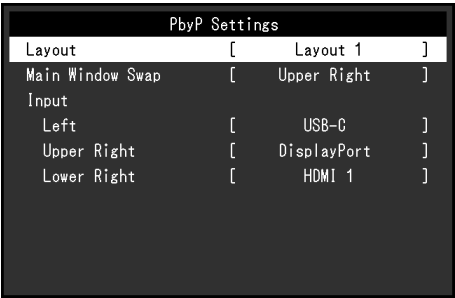 PbyP Settings
Layout [ Layout 1 ]
Main Window Swap [ Upper Right ]
Input
Left [ USB-C ]
Upper Right [ DisplayPort ]
Lower Right [ HDMI 1 ]